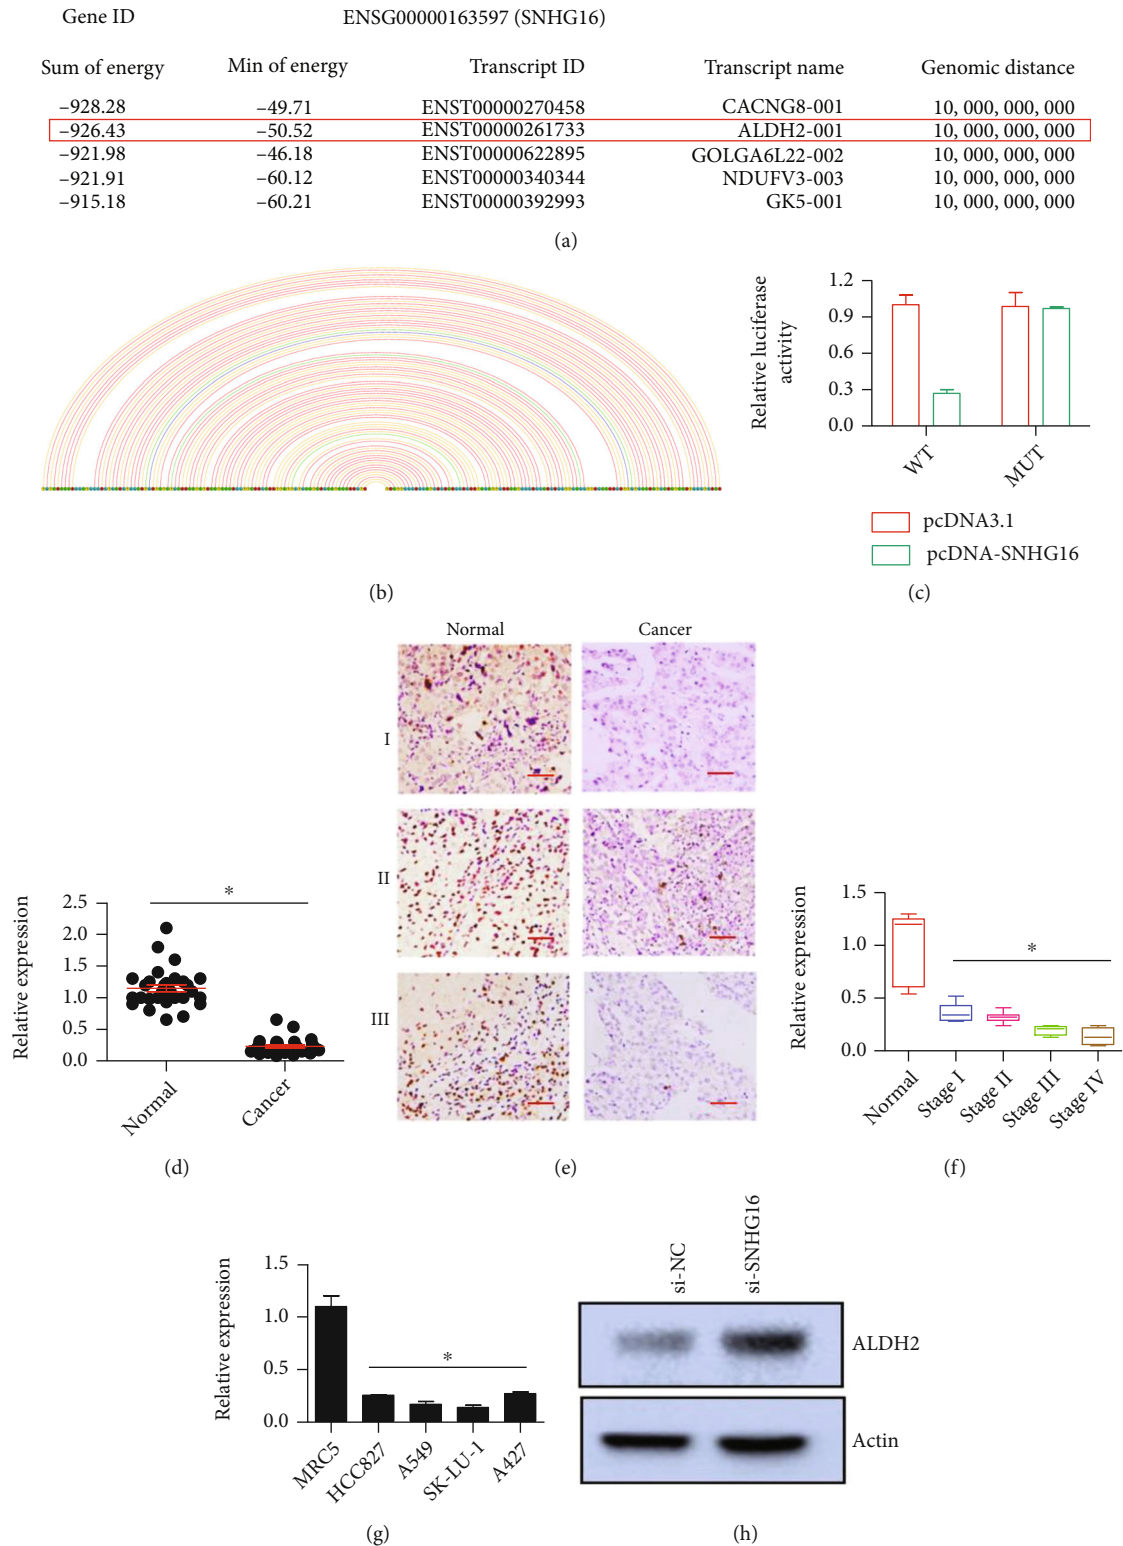 Gene ID ENSG00000163597 (SNHG16)
Sum of energy Min of energy Transcript ID Transcript name Genomic distance
−928.28 −49.71 ENST00000270458 CACNG8-001 10, 000, 000, 000
−926.43 −50.52 ENST00000261733 ALDH2-001 10, 000, 000, 000
−921.98 −46.18 ENST00000622895 GOLGA6L22-002 10, 000, 000, 000
−921.91 −60.12 ENST00000340344 NDUFV3-003 10, 000, 000, 000
−915.18 −60.21 ENST00000392993 GK5-001 10, 000, 000, 000
(a)
(b)
Relative luciferase
activity
1.2
0.9
0.6
0.3
0.0
WT MUT
pcDNA3.1
pcDNA-SNHG16
(c)
Relative expression
2.5
2.0
1.5
1.0
0.5
0.0
*
Normal Cancer
(d)
Normal Cancer
I
II
III
(e)
Relative expression
1.5
1.0
0.5
0.0
*
Normal Stage I Stage II Stage III Stage IV
(f)
Relative expression
1.5
1.0
0.5
0.0
*
MRC5 HCC827 A549 SK-LU-1 A427
(g)
si-NC si-SNHG16
ALDH2
Actin
(h)